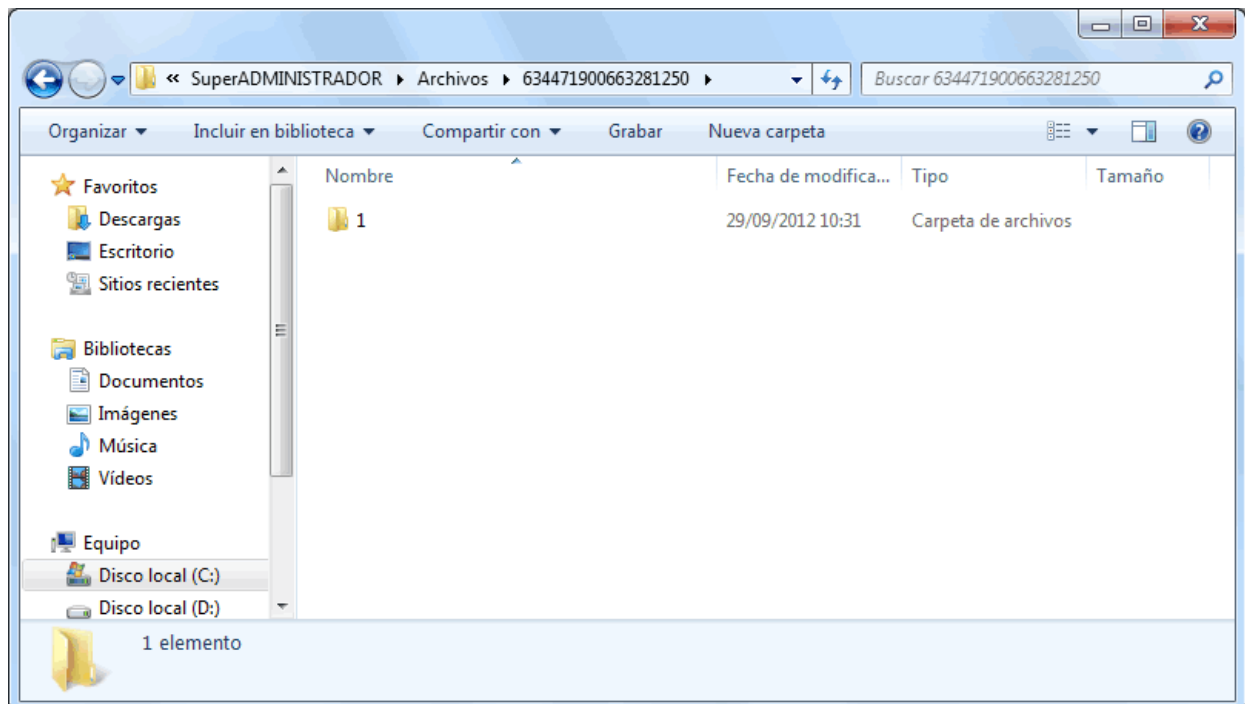 « SuperADMINISTRADOR ▸ Archivos ▸ 634471900663281250 ▸ Buscar 634471900663281250
Organizar Incluir en biblioteca Compartir con Grabar Nueva carpeta
Nombre Fecha de modifica... Tipo Tamaño
1 29/09/2012 10:31 Carpeta de archivos
Favoritos
Descargas
Escritorio
Sitios recientes
Bibliotecas
Documentos
Imágenes
Música
Vídeos
Equipo
Disco local (C:)
Disco local (D:)
1 elemento